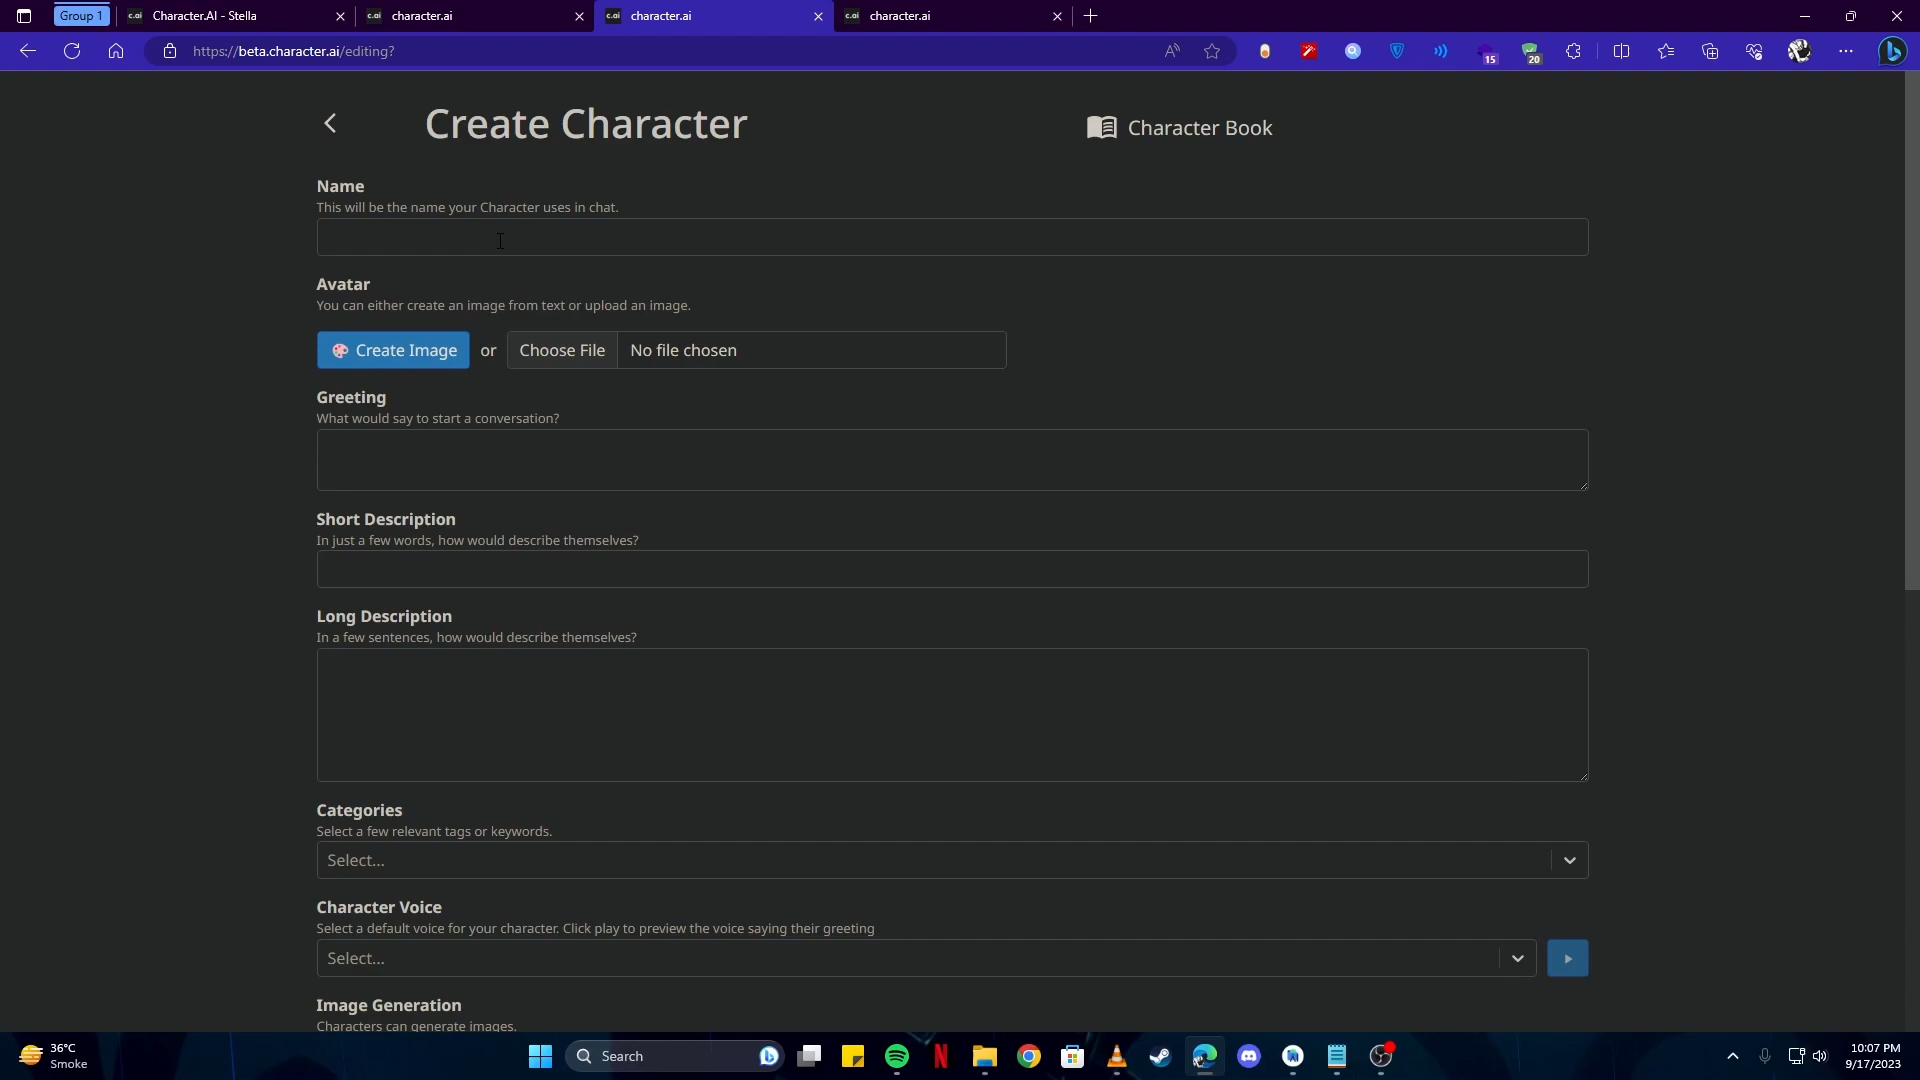 Group 1
c.ai
Character.AI - Stella
c.ai
character.ai
c.ai
character.ai
c.ai
character.ai
https://beta.character.ai/editing?
15
20
Create Character
Character Book
Name
This will be the name your Character uses in chat.
Avatar
You can either create an image from text or upload an image.
Create Image
or
Choose File
No file chosen
Greeting
What would say to start a conversation?
Short Description
In just a few words, how would describe themselves?
Long Description
In a few sentences, how would describe themselves?
Categories
Select a few relevant tags or keywords.
Select...
Character Voice
Select a default voice for your character. Click play to preview the voice saying their greeting
Select...
Image Generation
Characters can generate images.
36°C
Smoke
Search
10:07 PM
9/17/2023